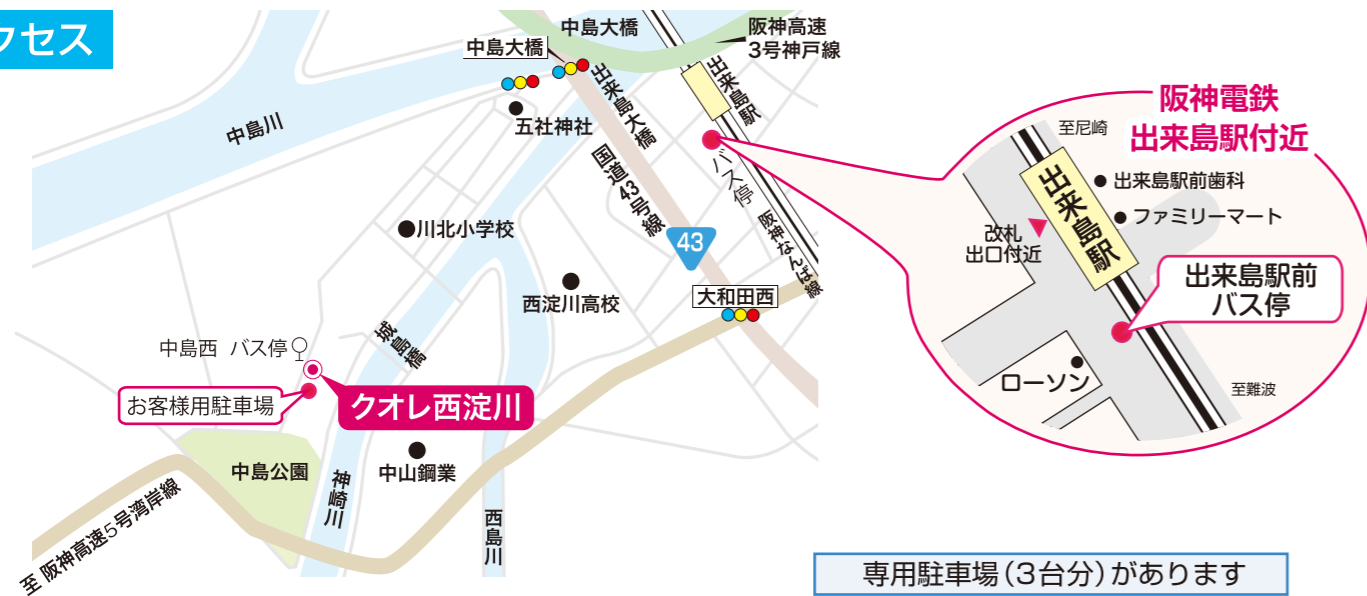 クセス
中島大橋
中島大橋
阪神高速
3号神戸線
出来島大橋
出来島駅
中島川
五社神社
国道43号線
バス停
阪神なんば線
43
川北小学校
西淀川高校
大和田西
城島橋
中島西 バス停
お客様用駐車場
クオレ西淀川
中島公園
中山鋼業
神崎川
西島川
至 阪神高速5号湾岸線
阪神電鉄
出来島駅付近
至尼崎
出来島駅
出来島駅前歯科
ファミリーマート
改札
出口付近
出来島駅前
バス停
ローソン
至難波
専用駐車場(3台分)があります